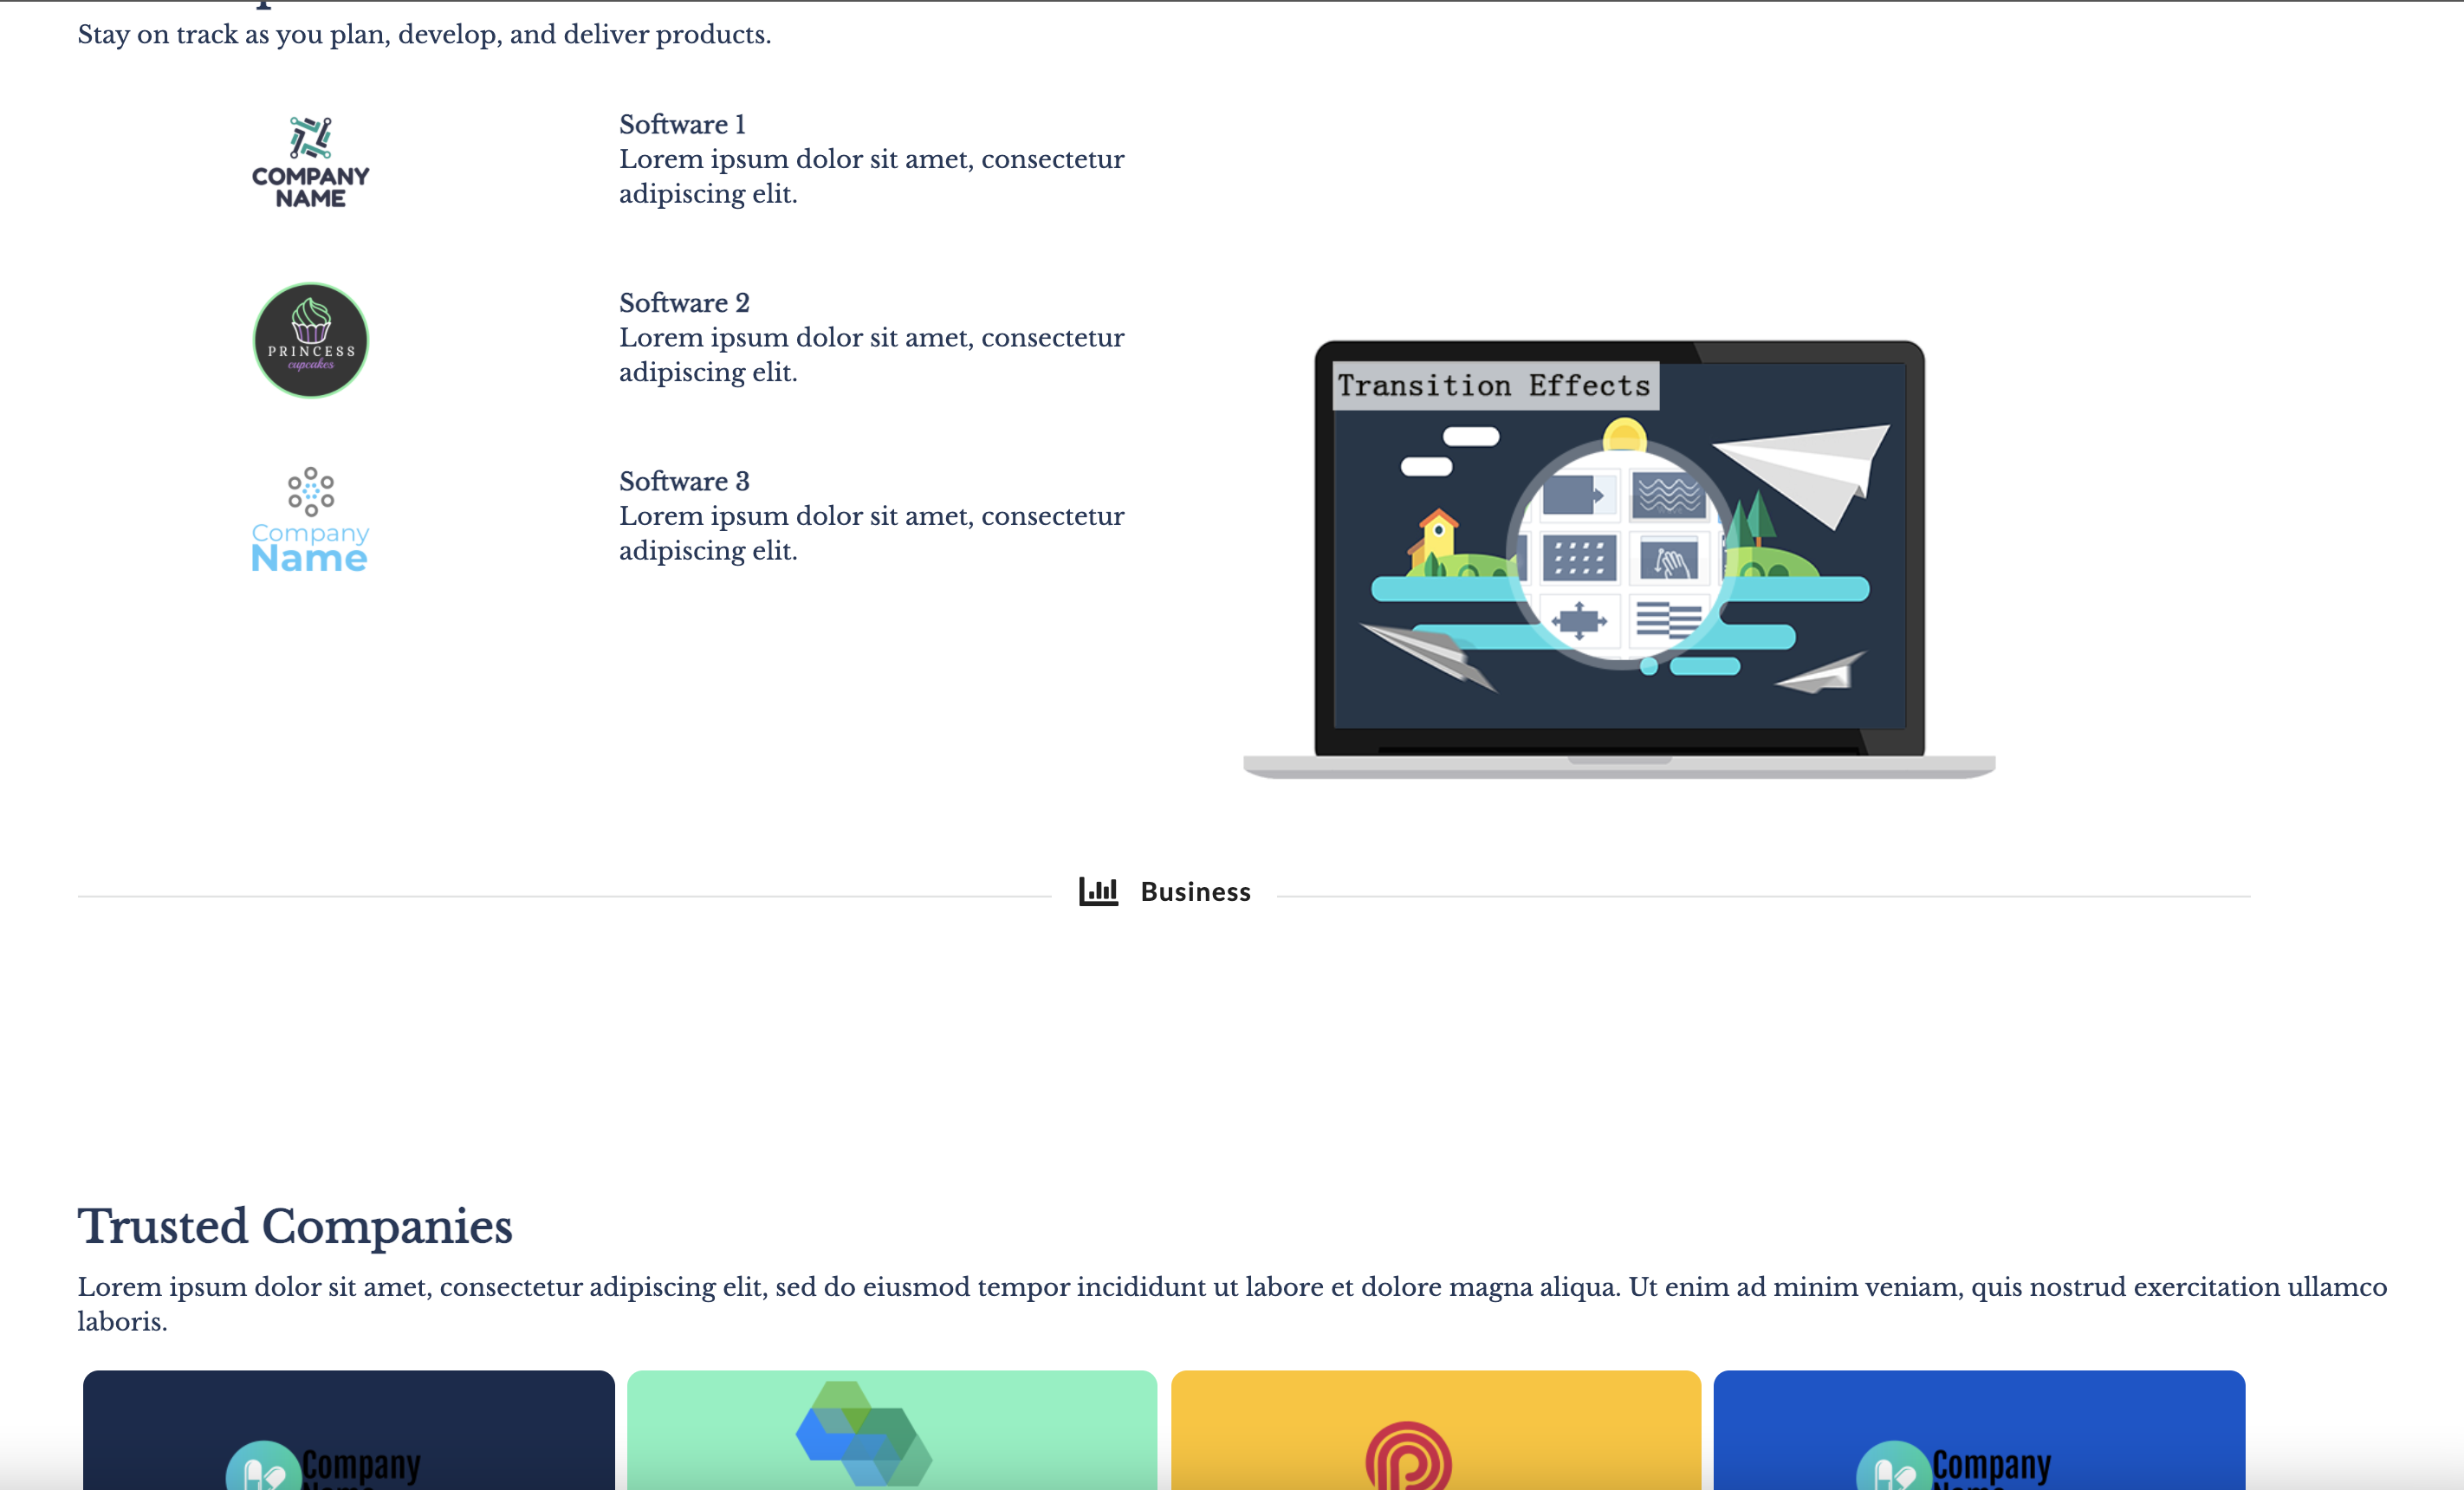 Stay on track as you plan, develop, and deliver products.
COMPANY
NAME
Software 1
Lorem ipsum dolor sit amet, consectetur
adipiscing elit.
PRINCESS
cupcakes
Software 2
Lorem ipsum dolor sit amet, consectetur
adipiscing elit.
Company
Name
Software 3
Lorem ipsum dolor sit amet, consectetur
adipiscing elit.
Transition Effects
Business
Trusted Companies
Lorem ipsum dolor sit amet, consectetur adipiscing elit, sed do eiusmod tempor incididunt ut labore et dolore magna aliqua. Ut enim ad minim veniam, quis nostrud exercitation ullamco
laboris.
Company
Company